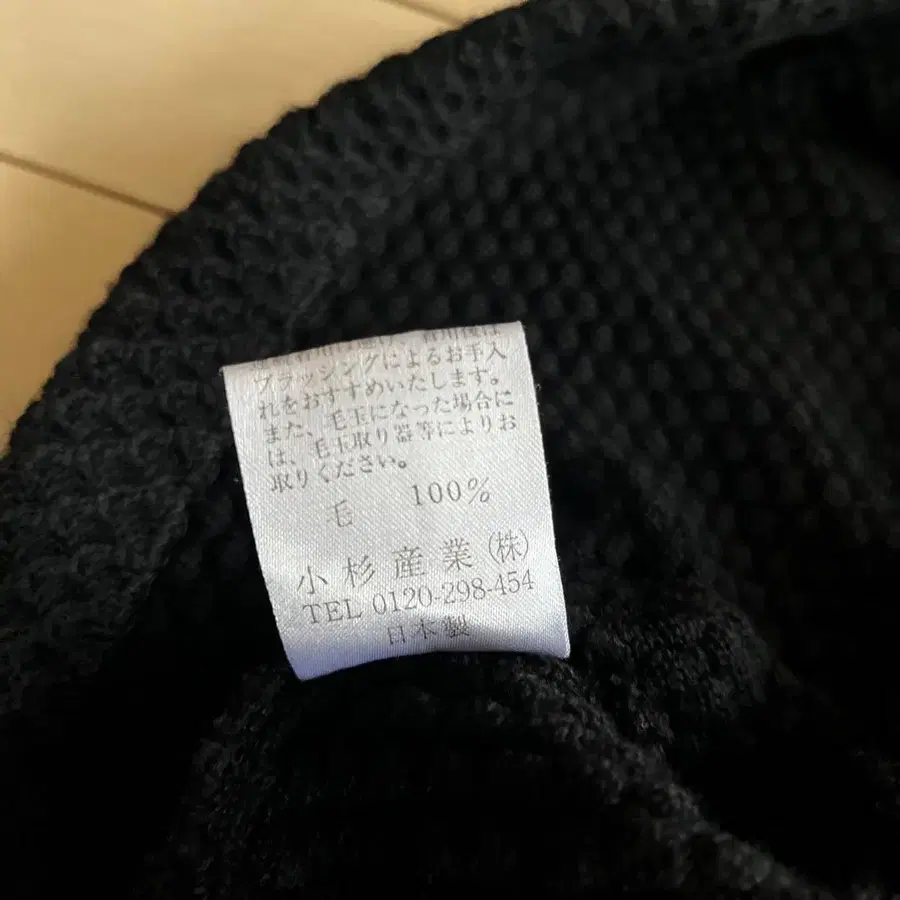 ブラッシングによるお手入
れをおすすめいたします。
また、毛玉になった場合に
は、毛玉取り器等によりお
取りください。
毛 100%
小杉産業(株)
TEL 0120-298-454
日本製